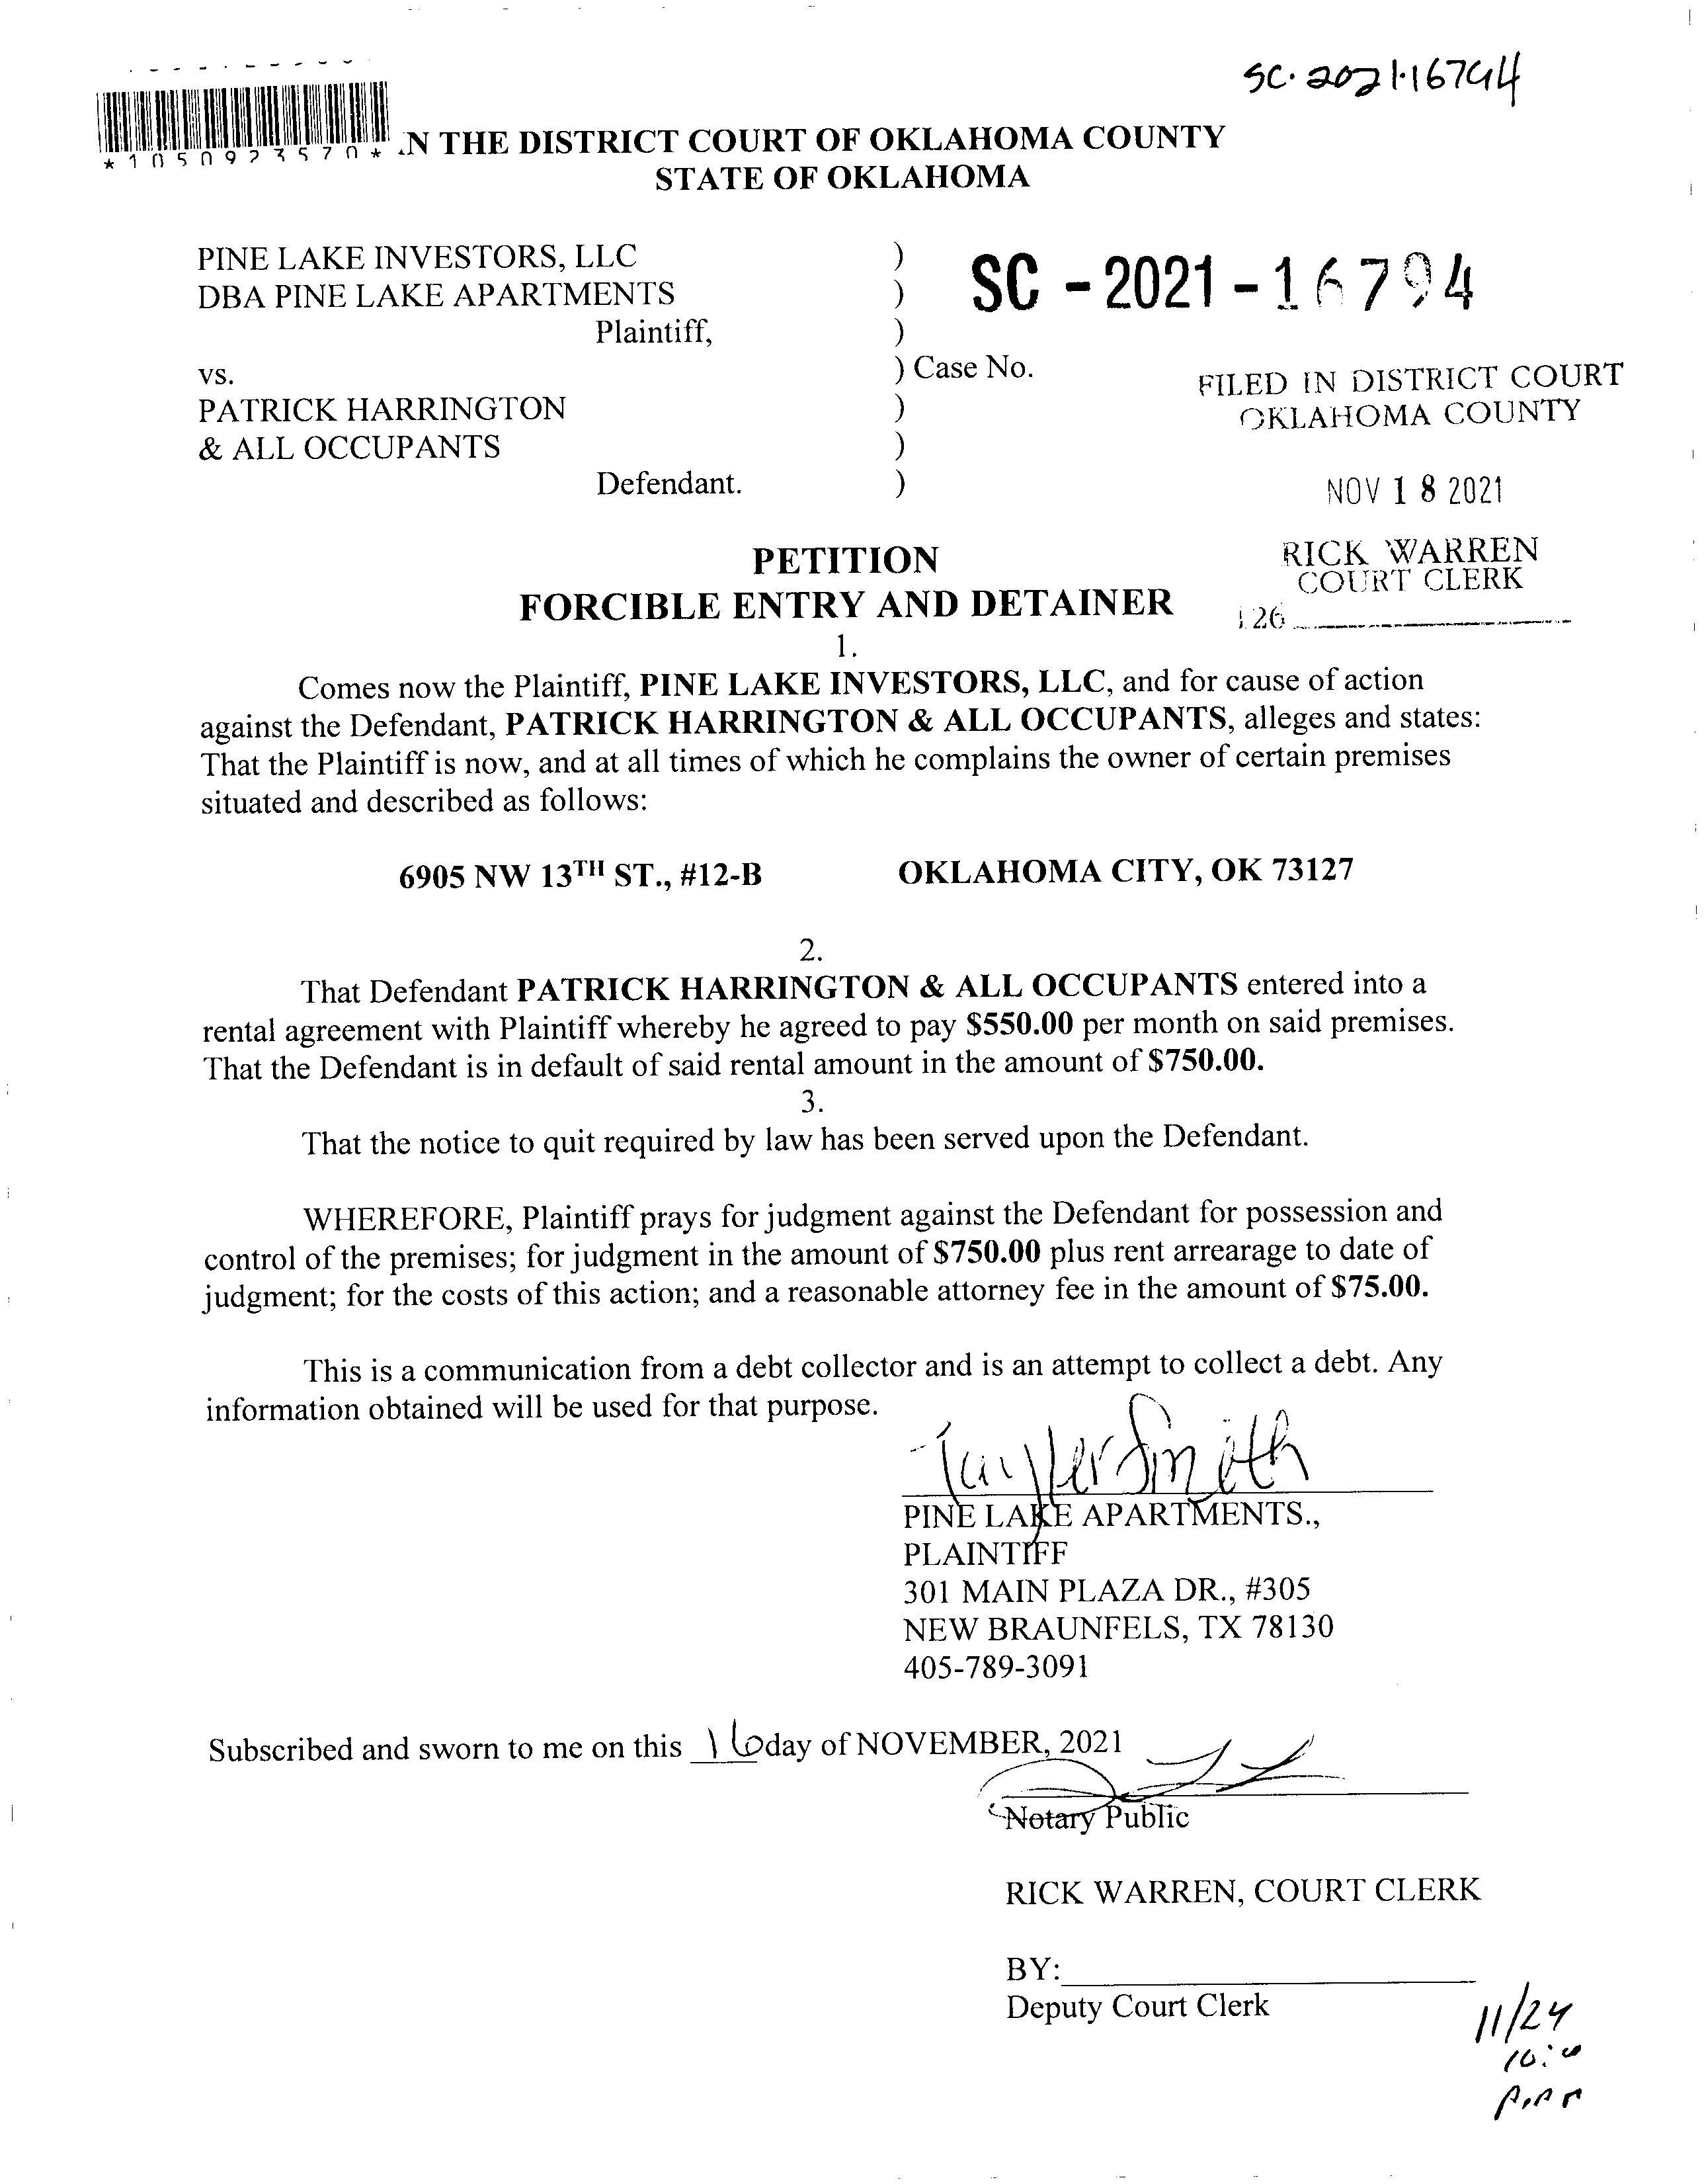 SC-2021-16794
*1050923570*
IN THE DISTRICT COURT OF OKLAHOMA COUNTY
STATE OF OKLAHOMA
PINE LAKE INVESTORS, LLC )
DBA PINE LAKE APARTMENTS ) SC - 2021 - 16794
Plaintiff, )
vs. ) Case No.
FILED IN DISTRICT COURT
PATRICK HARRINGTON )
OKLAHOMA COUNTY
& ALL OCCUPANTS )
Defendant. ) NOV 18 2021
PETITION
RICK WARREN
COURT CLERK
FORCIBLE ENTRY AND DETAINER
126
1.
Comes now the Plaintiff, PINE LAKE INVESTORS, LLC, and for cause of action
against the Defendant, PATRICK HARRINGTON & ALL OCCUPANTS, alleges and states:
That the Plaintiff is now, and at all times of which he complains the owner of certain premises
situated and described as follows:
6905 NW 13TH ST., #12-B OKLAHOMA CITY, OK 73127
2.
That Defendant PATRICK HARRINGTON & ALL OCCUPANTS entered into a
rental agreement with Plaintiff whereby he agreed to pay $550.00 per month on said premises.
That the Defendant is in default of said rental amount in the amount of $750.00.
3.
That the notice to quit required by law has been served upon the Defendant.
WHEREFORE, Plaintiff prays for judgment against the Defendant for possession and
control of the premises; for judgment in the amount of $750.00 plus rent arrearage to date of
judgment; for the costs of this action; and a reasonable attorney fee in the amount of $75.00.
This is a communication from a debt collector and is an attempt to collect a debt. Any
information obtained will be used for that purpose.
Taylor Smith
PINE LAKE APARTMENTS.,
PLAINTIFF
301 MAIN PLAZA DR., #305
NEW BRAUNFELS, TX 78130
405-789-3091
Subscribed and sworn to me on this 16 day of NOVEMBER, 2021
Notary Public
RICK WARREN, COURT CLERK
BY:
Deputy Court Clerk
11/24